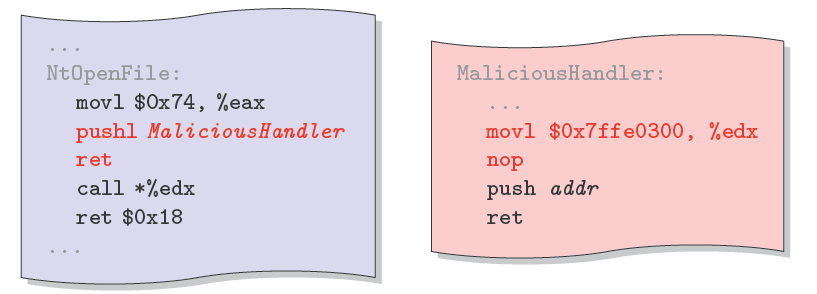 ...
NtOpenFile:
movl $0x74, %eax
pushl MaliciousHandler
ret
call *%edx
ret $0x18
...
MaliciousHandler:
...
movl $0x7ffe0300, %edx
nop
push addr
ret